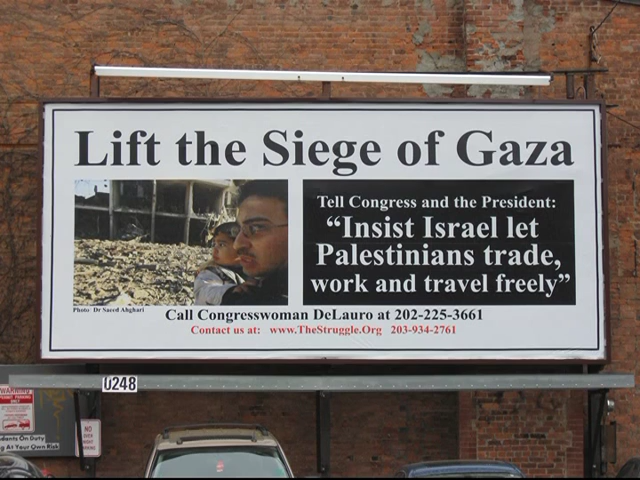 Lift the Siege of Gaza
Tell Congress and the President:
“Insist Israel let
Palestinians trade,
work and travel freely”
Photo: Dr Saeed Ahghari
Call Congresswoman DeLauro at 202-225-3661
Contact us at: www.TheStruggle.Org 203-934-2761
0248
WARNING